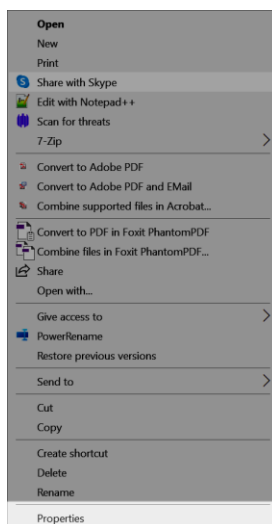 Open
New
Print
Share with Skype
Edit with Notepad++
Scan for threats
7-Zip
Convert to Adobe PDF
Convert to Adobe PDF and EMail
Combine supported files in Acrobat...
Convert to PDF in Foxit PhantomPDF
Combine files in Foxit PhantomPDF...
Share
Open with...
Give access to
PowerRename
Restore previous versions
Send to
Cut
Copy
Create shortcut
Delete
Rename
Properties